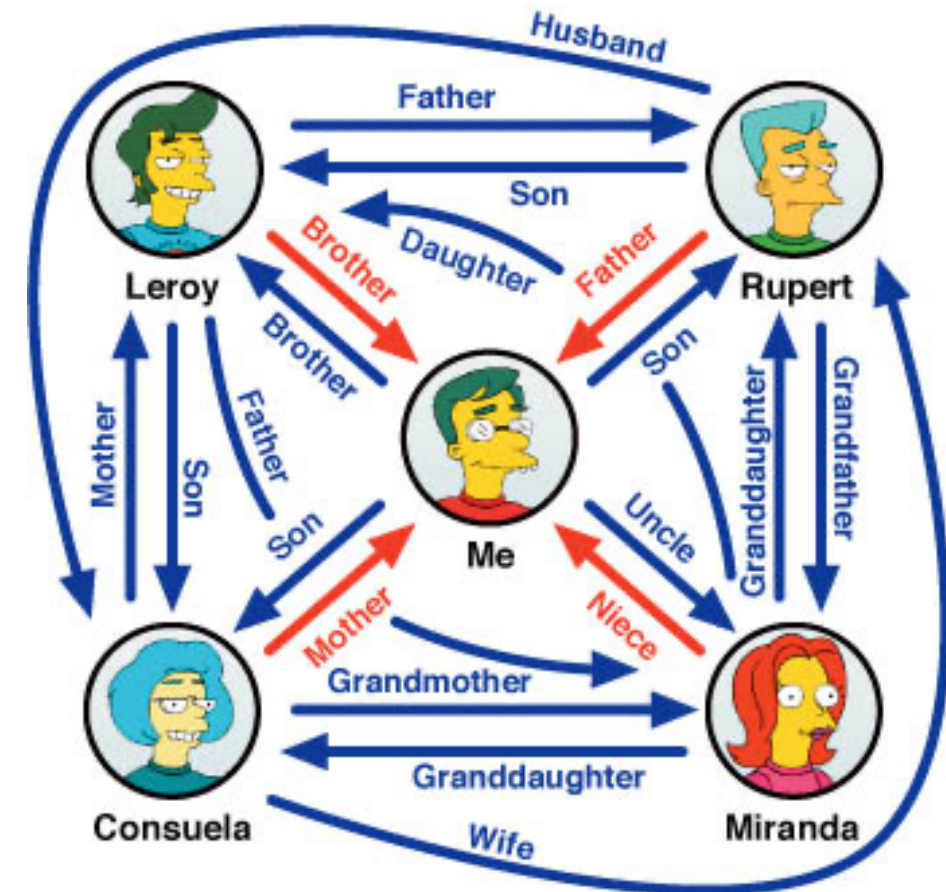 Husband
Father
Son
Daughter
Leroy
Rupert
Brother
Father
Brother
Son
Mother
Son
Father
Granddaughter
Grandfather
Son
Me
Uncle
Mother
Niece
Grandmother
Granddaughter
Consuela
Miranda
Wife